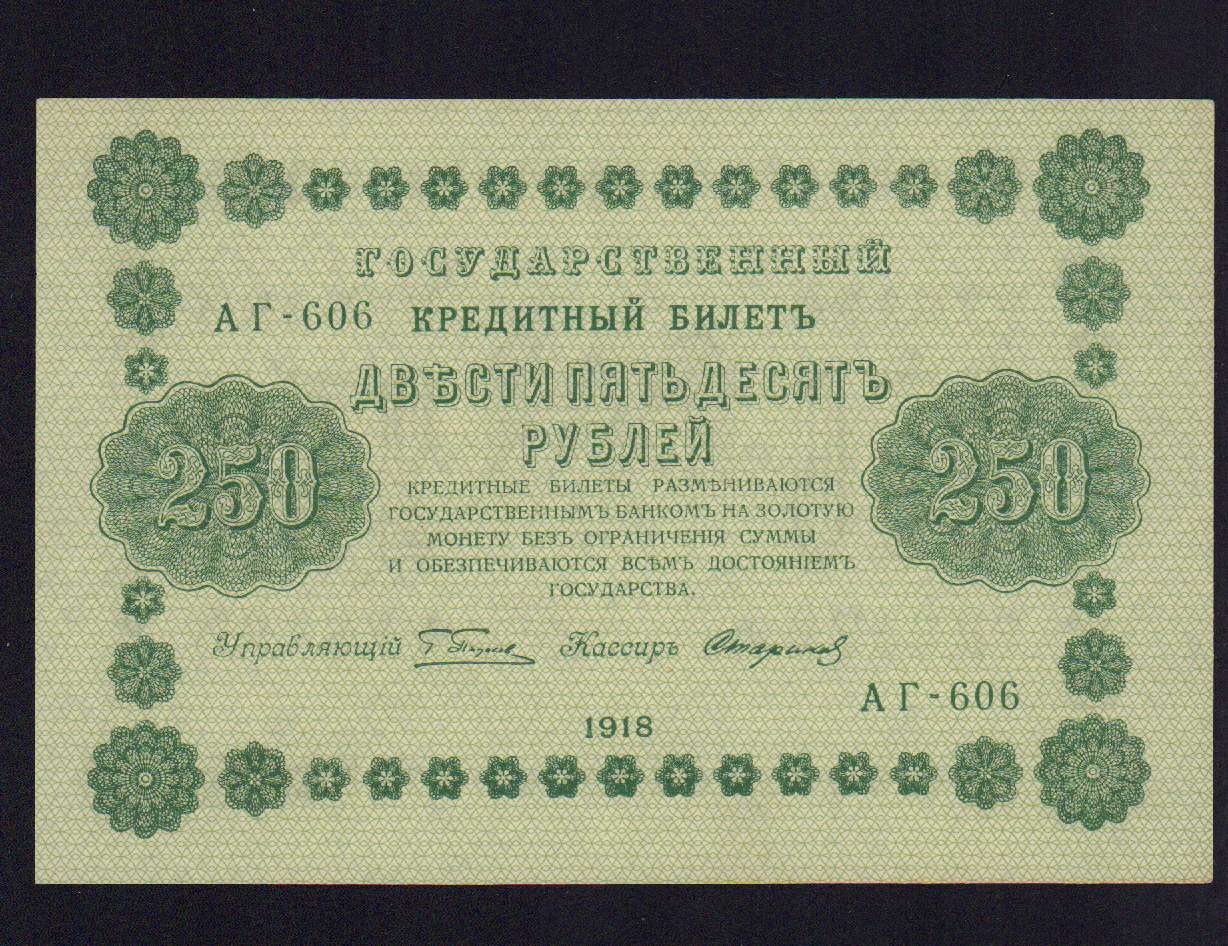 ГОСУДАРСТВЕННЫЙ
АГ-606 КРЕДИТНЫЙ БИЛЕТЪ
ДВѢСТИ ПЯТЬДЕСЯТЪ
РУБЛЕЙ
250 250
КРЕДИТНЫЕ БИЛЕТЫ РАЗМѢНИВАЮТСЯ
ГОСУДАРСТВЕННЫМЪ БАНКОМЪ НА ЗОЛОТУЮ
МОНЕТУ БЕЗЪ ОГРАНИЧЕНІЯ СУММЫ
И ОБЕЗПЕЧИВАЮТСЯ ВСѢМЪ ДОСТОЯНІЕМЪ
ГОСУДАРСТВА.
Управляющій Кассиръ Стариков
АГ-606
1918